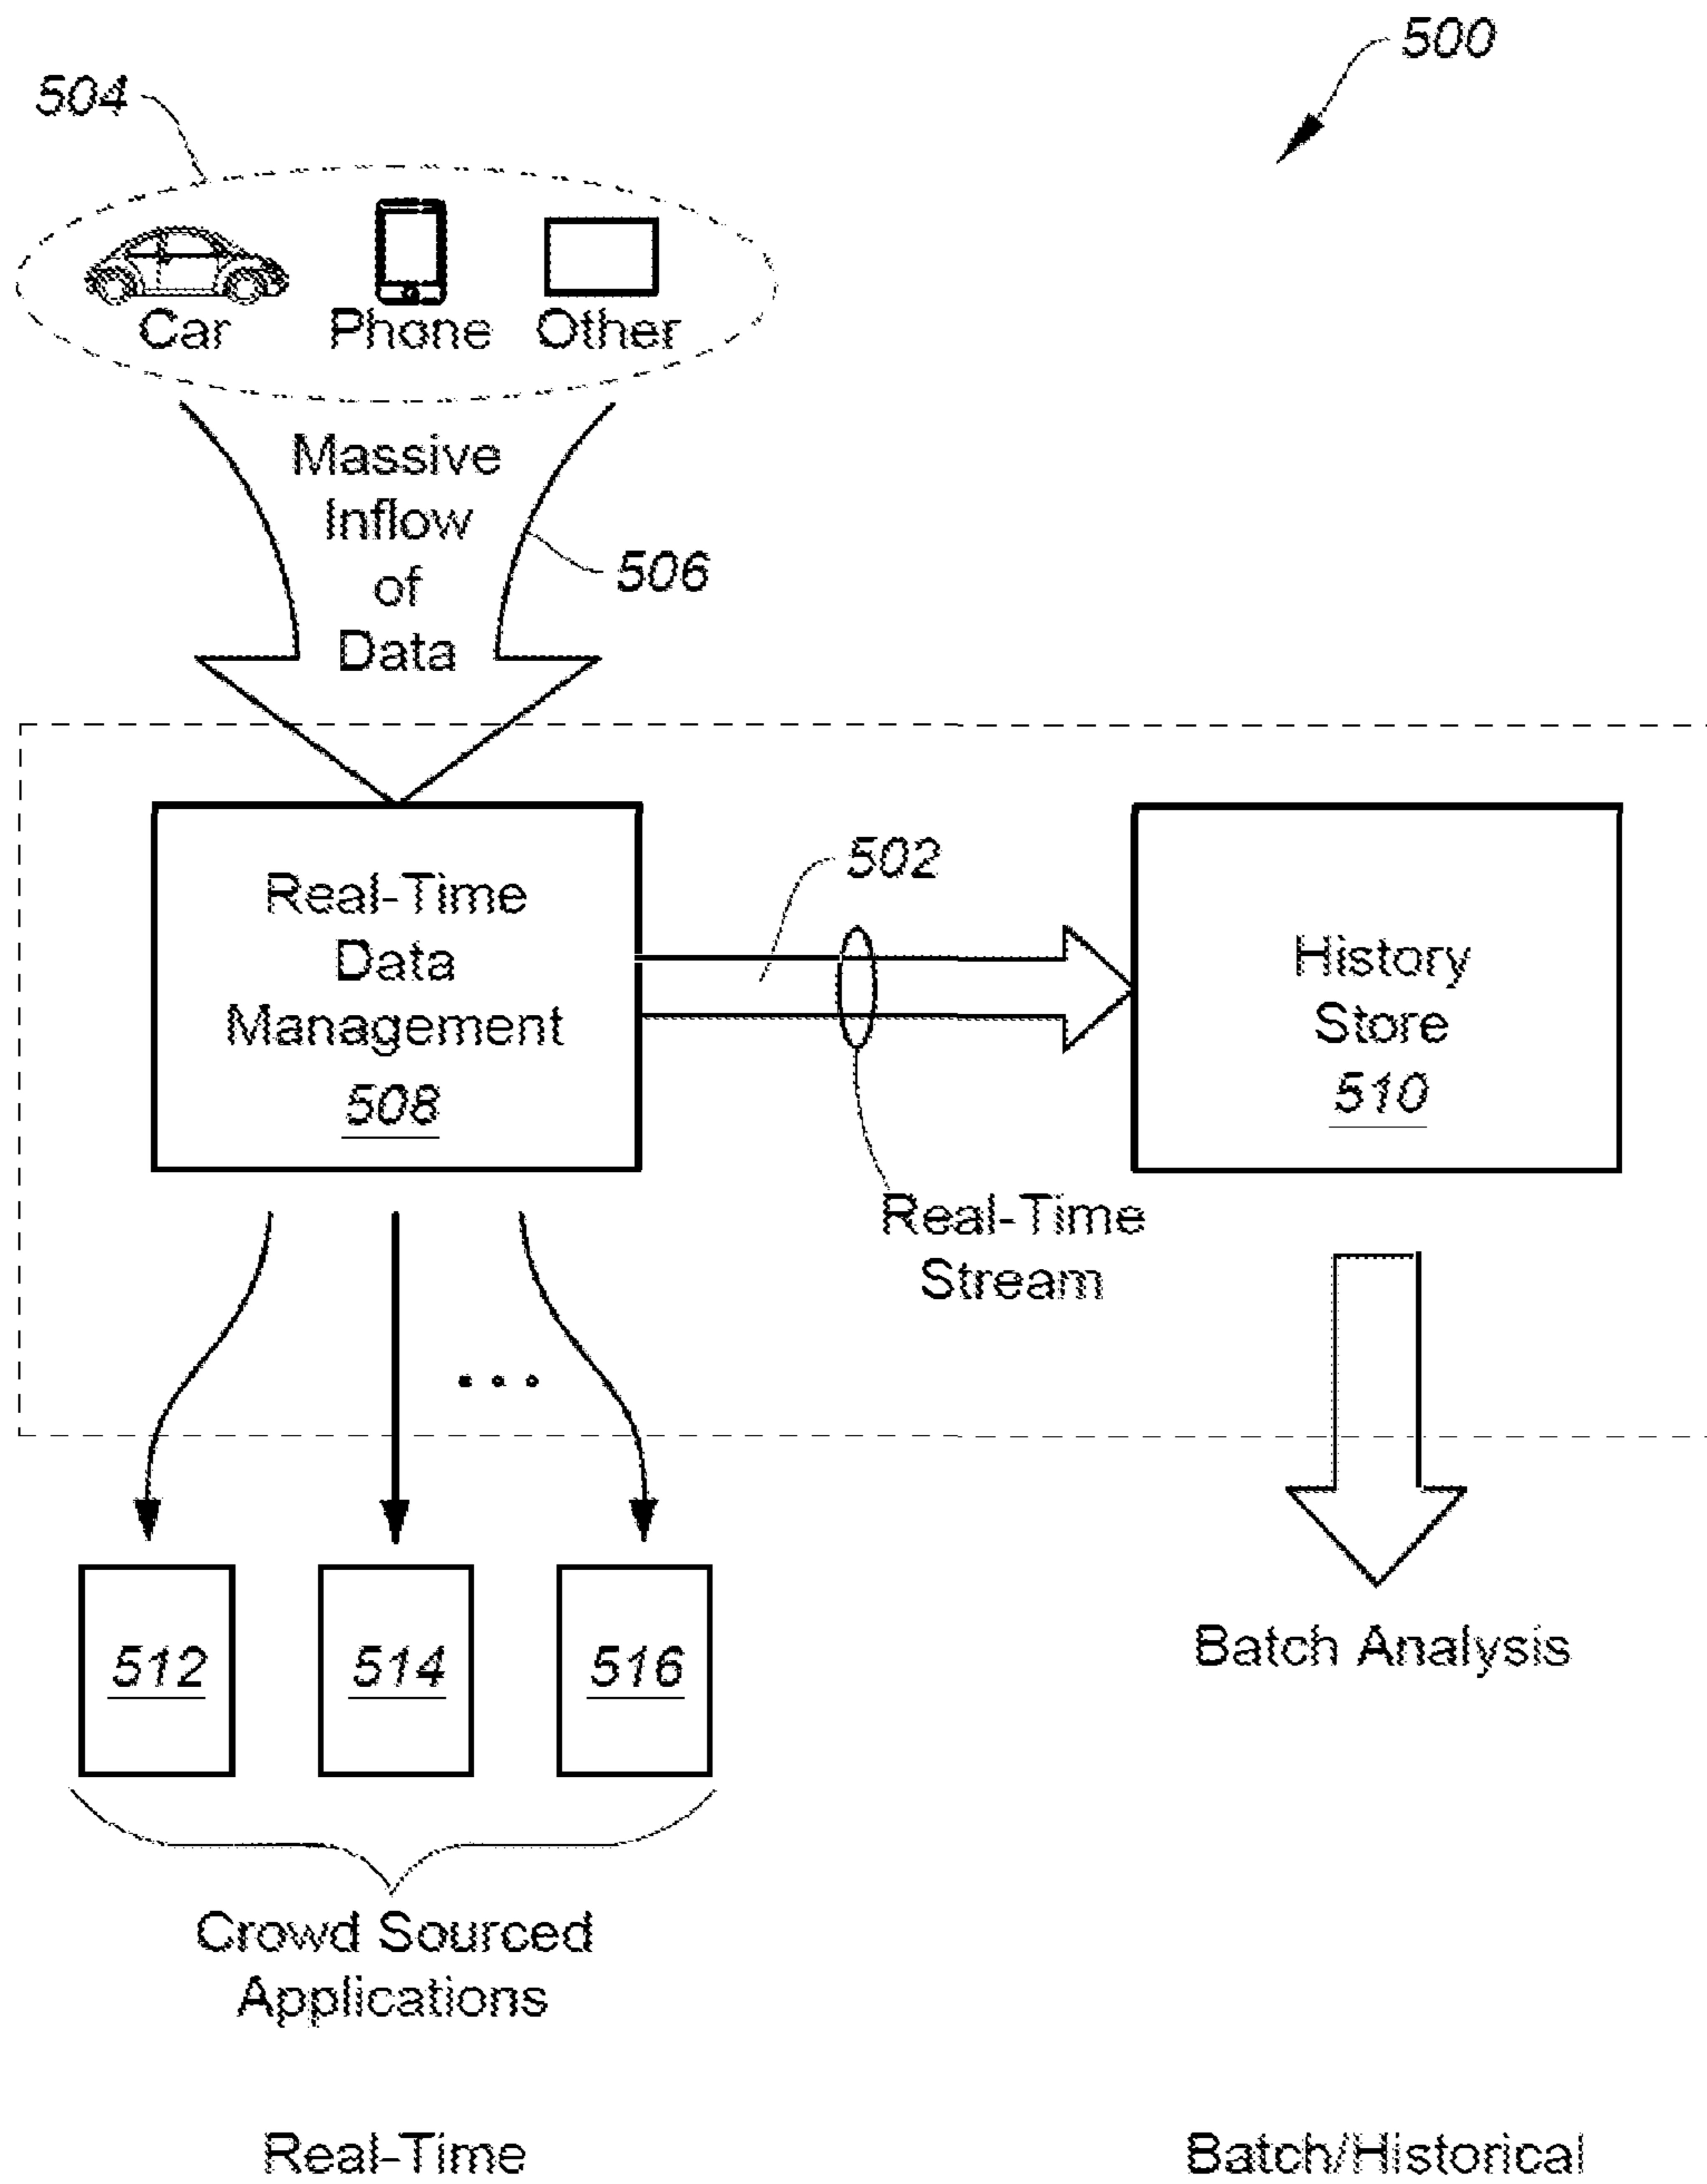 500
504
Car Phone Other
Massive
Inflow
of
Data
506
Real-Time
Data
Management
508
502
Real-Time
Stream
History
Store
510
512 514 516
Crowd Sourced
Applications
Batch Analysis
Real-Time
Batch/Historical